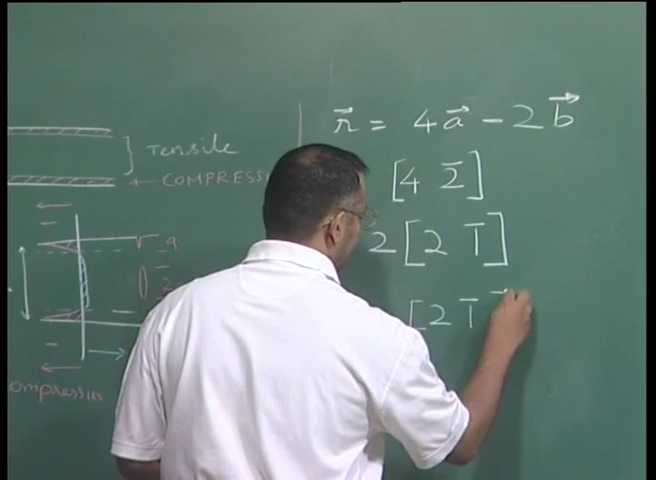 r⃗ = 4a⃗ − 2b⃗
[4 2̅]
2[2 1̅]
[2 1̅
TENSILE
COMPRESS
a
ompression